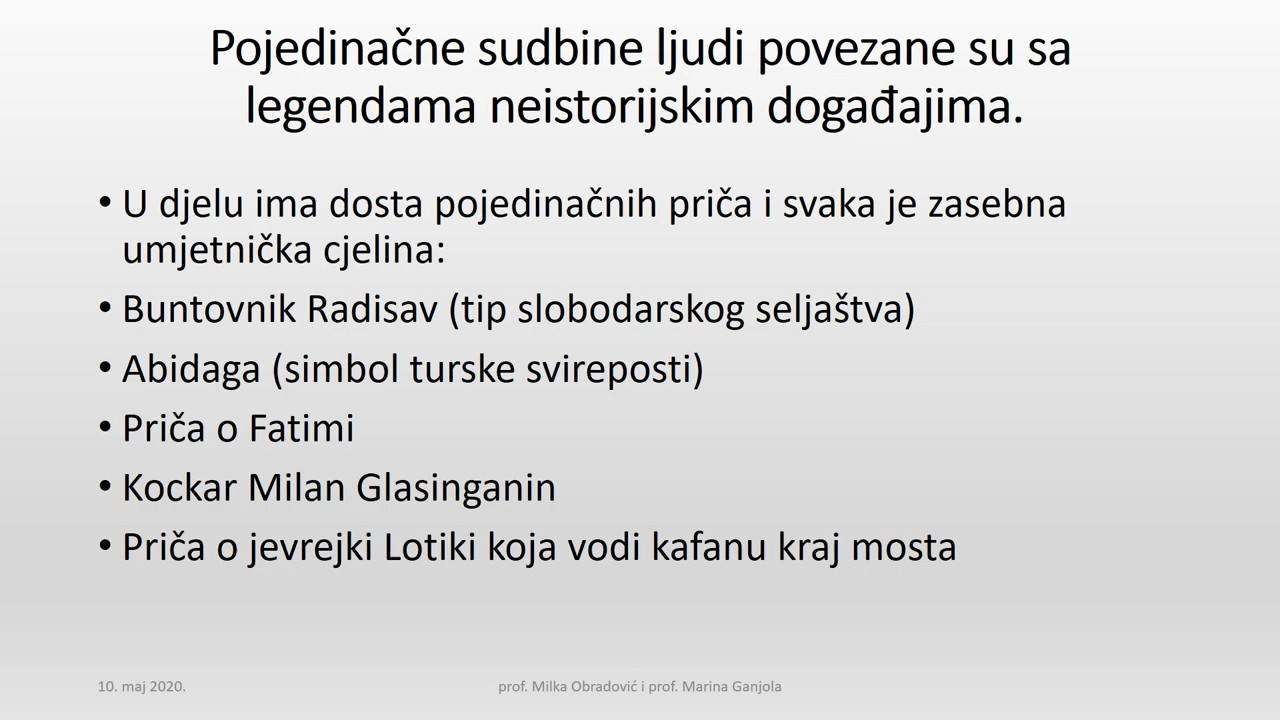 Pojedinačne sudbine ljudi povezane su sa
legendama neistorijskim događajima.
• U djelu ima dosta pojedinačnih priča i svaka je zasebna
umjetnička cjelina:
• Buntovnik Radisav (tip slobodarskog seljaštva)
• Abidaga (simbol turske svireposti)
• Priča o Fatimi
• Kockar Milan Glasinganin
• Priča o jevrejki Lotiki koja vodi kafanu kraj mosta
10. maj 2020.
prof. Milka Obradović i prof. Marina Ganjola